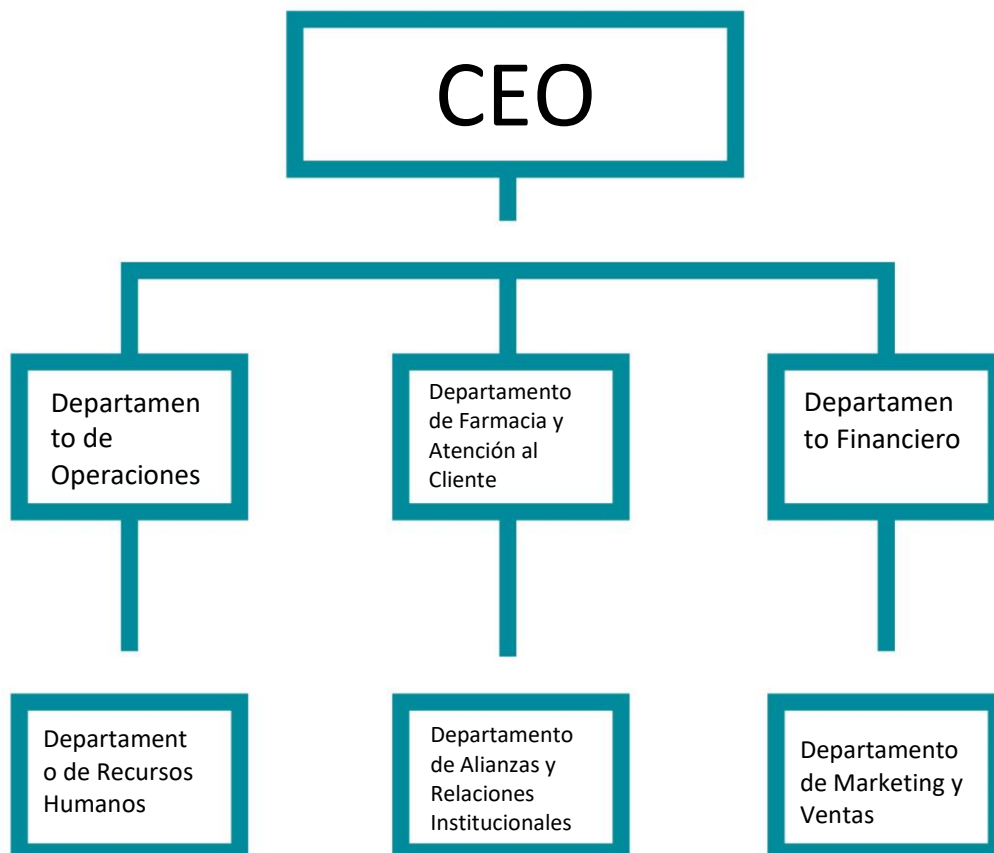 CEO
Departamen
to de
Operaciones
Departamento
de Farmacia y
Atención al
Cliente
Departamen
to Financiero
Departament
o de Recursos
Humanos
Departamento
de Alianzas y
Relaciones
Institucionales
Departamento
de Marketing y
Ventas